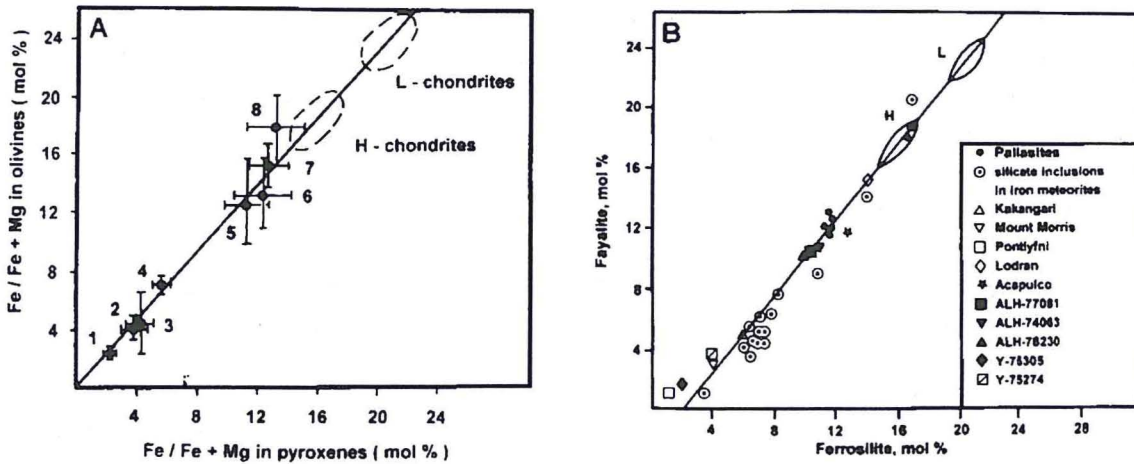 A
Fe / Fe + Mg in olivines ( mol % )
24
20
16
12
8
4
L - chondrites
H - chondrites
8
7
6
5
4
2
3
1
4
8
12
16
20
24
Fe / Fe + Mg in pyroxenes ( mol % )
B
Fayalite, mol %
24
20
16
12
8
4
L
H
Pallasites
silicate inclusions
in iron meteorites
Kakangari
Mount Morris
Pontlyfni
Lodran
Acapulco
ALH-77081
ALH-74063
ALH-78230
Y-75305
Y-75274
4
8
12
16
20
24
28
Ferrosilite, mol %